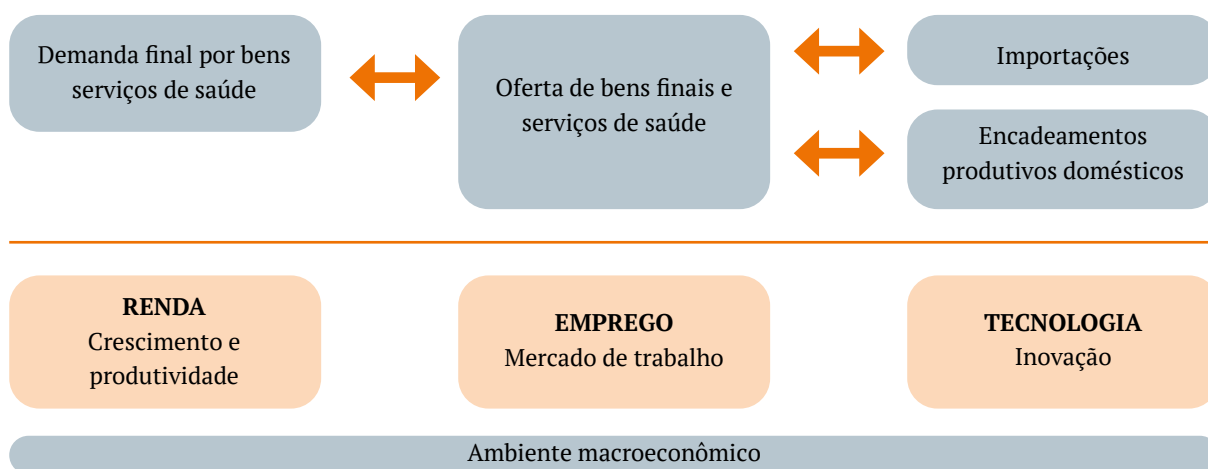 Demanda final por bens
serviços de saúde
Oferta de bens finais e
serviços de saúde
Importações
Encadeamentos
produtivos domésticos
RENDA
Crescimento e
produtividade
EMPREGO
Mercado de trabalho
TECNOLOGIA
Inovação
Ambiente macroeconômico